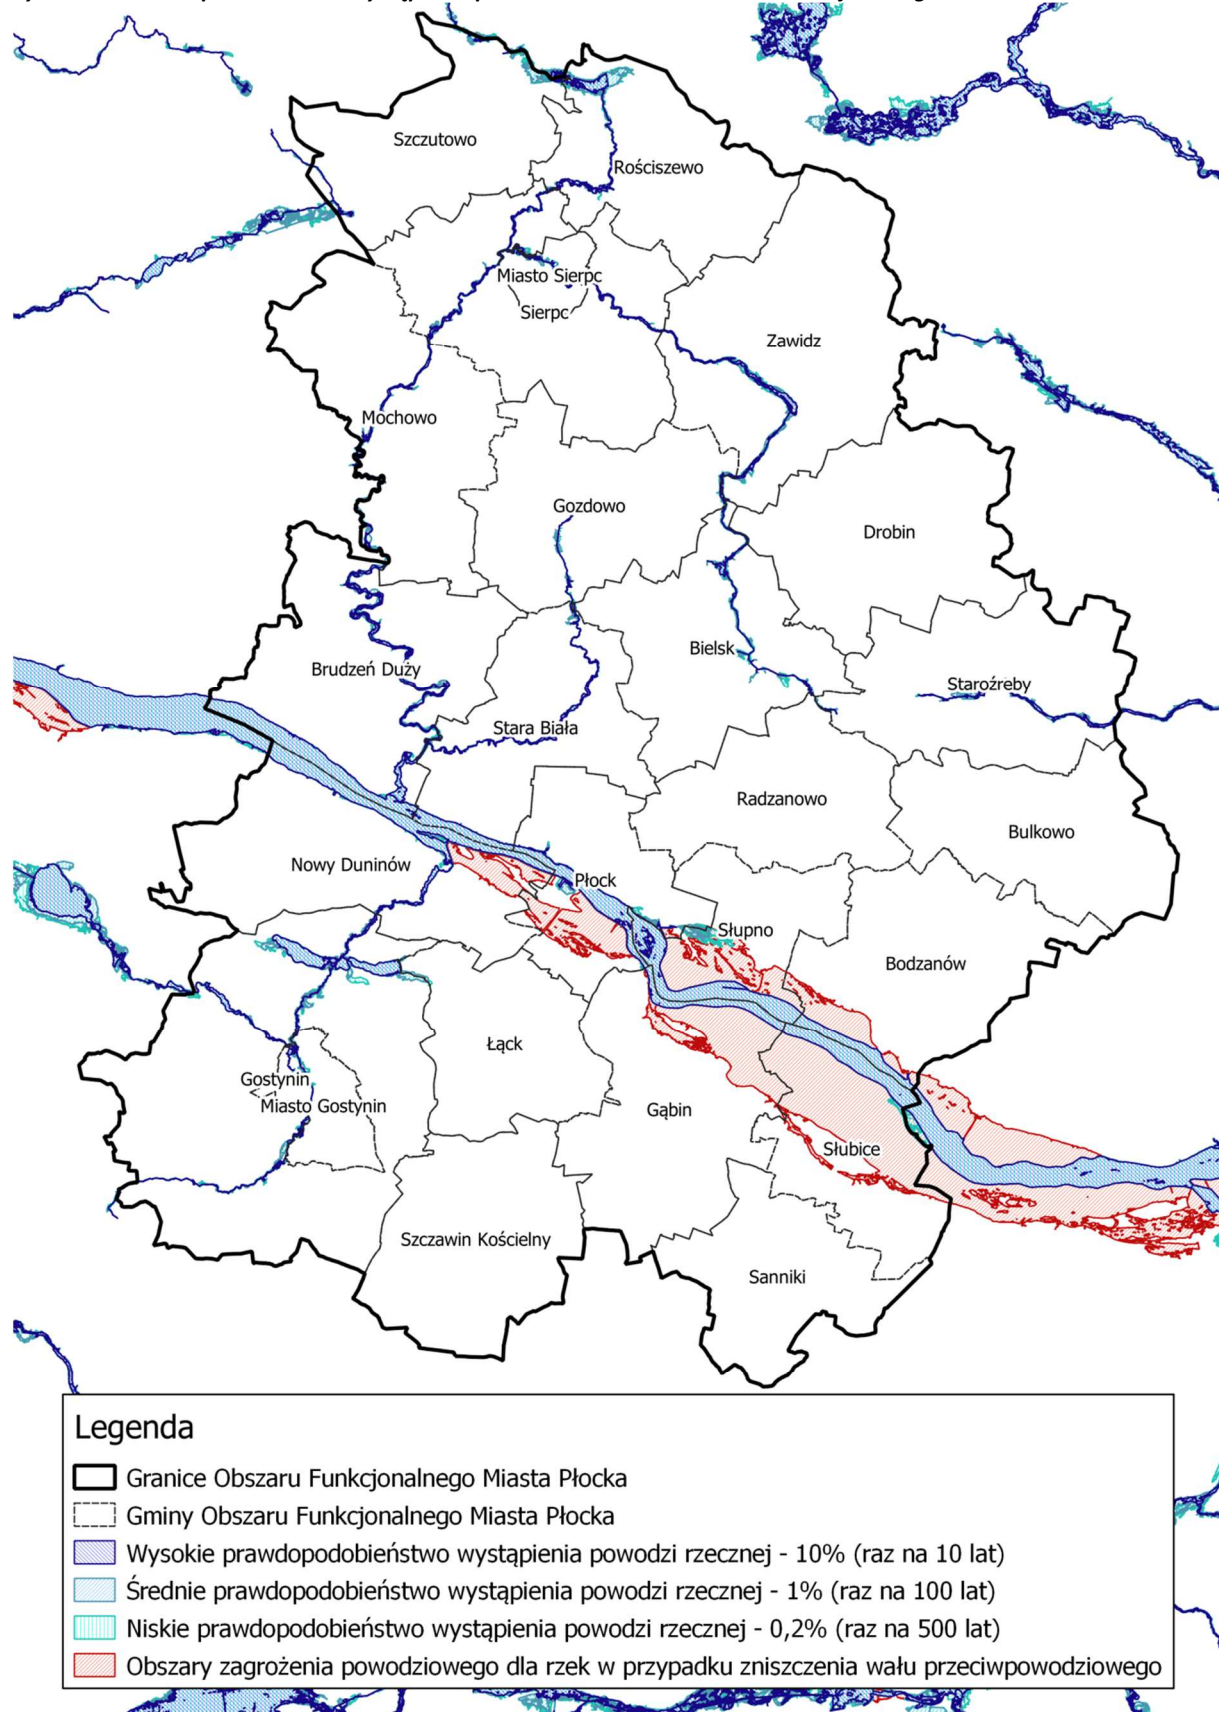 Szczutowo
Rościszewo
Miasto Sierpc
Sierpc
Zawidz
Mochowo
Gozdowo
Drobin
Bielsk
Brudzeń Duży
Staroźreby
Stara Biała
Radzanowo
Bulkowo
Nowy Duninów
Płock
Słupno
Bodzanów
Łąck
Gostynin
Miasto Gostynin
Gąbin
Słubice
Szczawin Kościelny
Sanniki
Legenda
Granice Obszaru Funkcjonalnego Miasta Płocka
Gminy Obszaru Funkcjonalnego Miasta Płocka
Wysokie prawdopodobieństwo wystąpienia powodzi rzecznej - 10% (raz na 10 lat)
Średnie prawdopodobieństwo wystąpienia powodzi rzecznej - 1% (raz na 100 lat)
Niskie prawdopodobieństwo wystąpienia powodzi rzecznej - 0,2% (raz na 500 lat)
Obszary zagrożenia powodziowego dla rzek w przypadku zniszczenia wału przeciwpowodziowego